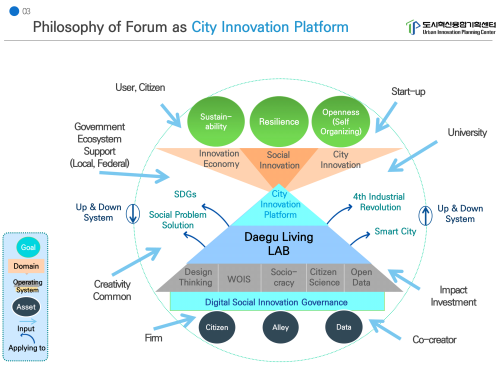 03
Philosophy of Forum as City Innovation Platform
도시혁신융합기획센터
Urban Innovation Planning Center
User, Citizen
Start-up
Sustain-
ability
Resilience
Openness
(Self
Organizing)
Government
Ecosystem
Support
(Local, Federal)
University
Innovation
Economy
Social
Innovation
City
Innovation
SDGs
City
Innovation
Platform
4th Industrial
Revolution
Up & Down
System
Social Problem
Solution
Up & Down
System
Smart City
Daegu Living
LAB
Goal
Domain
Operating
System
Asset
Input
Applying to
Design
Thinking
WOIS
Socio-
cracy
Citizen
Science
Open
Data
Creativity
Common
Impact
Investment
Digital Social Innovation Governance
Citizen
Alley
Data
Firm
Co-creator